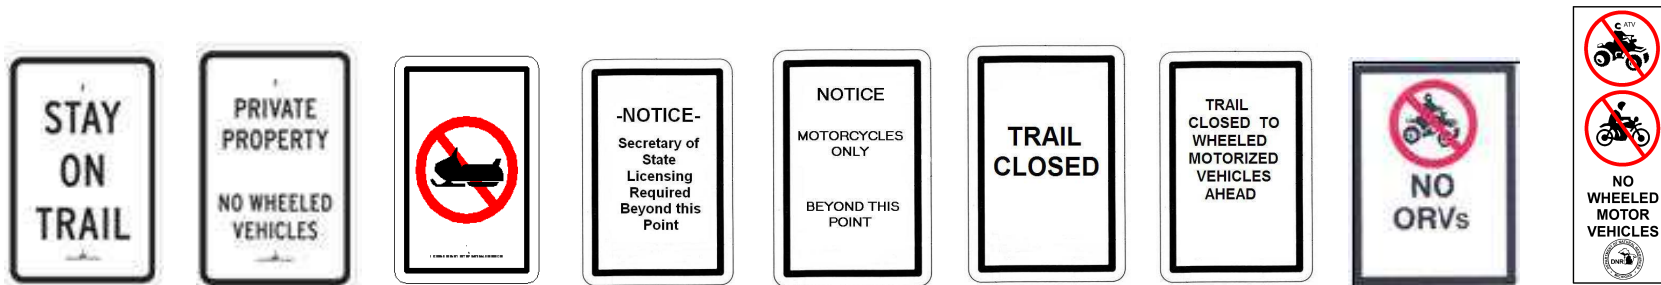 STAY
ON
TRAIL
PRIVATE
PROPERTY
NO WHEELED
VEHICLES
-NOTICE-
Secretary of
State
Licensing
Required
Beyond this
Point
NOTICE
MOTORCYCLES
ONLY
BEYOND THIS
POINT
TRAIL
CLOSED
TRAIL
CLOSED TO
WHEELED
MOTORIZED
VEHICLES
AHEAD
NO
ORVs
ATV
NO
WHEELED
MOTOR
VEHICLES
DNR